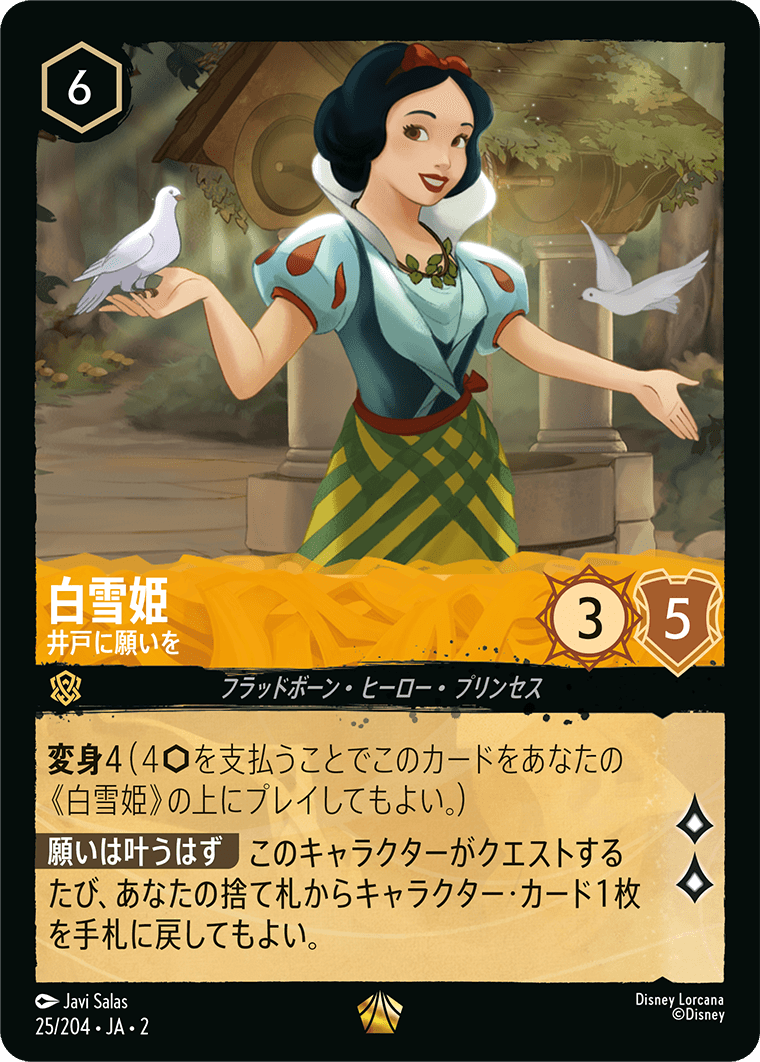 6
白雪姫
井戸に願いを
3
5
フラッドボーン・ヒーロー・プリンセス
変身4(4⬡を支払うことでこのカードをあなたの
《白雪姫》の上にプレイしてもよい。)
願いは叶うはず このキャラクターがクエストする
たび、あなたの捨て札からキャラクター・カード1枚
を手札に戻してもよい。
Javi Salas
Disney Lorcana
25/204・JA・2
©Disney